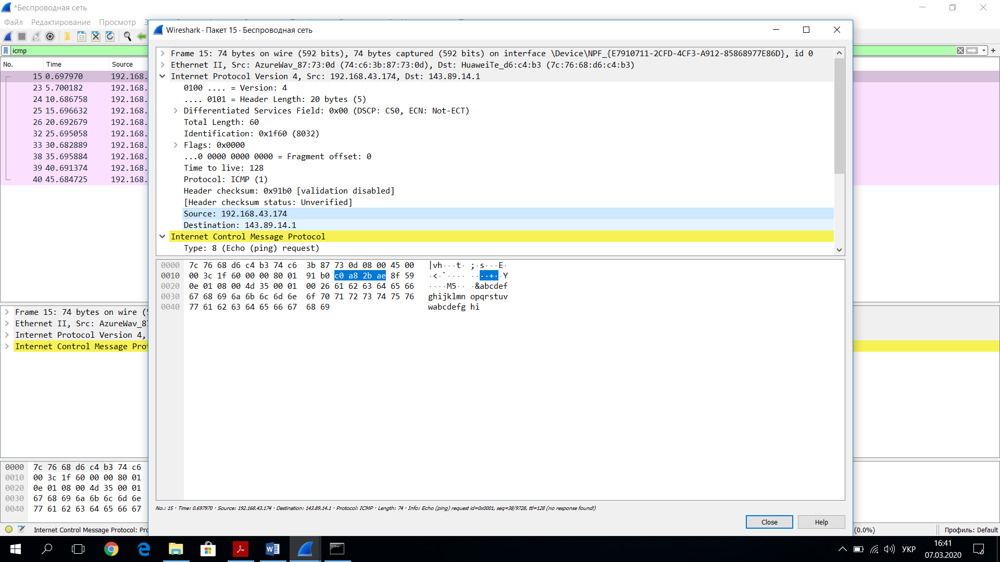 *Беспроводная сеть
Файл Редактирование Просмотр
Wireshark · Пакет 15 · Беспроводная сеть
icmp
No. Time Source
15 0.697970 192.168.
23 5.700182 192.168.
24 10.686758 192.168.
25 15.696632 192.168.
26 20.692679 192.168.
32 25.695058 192.168.
33 30.682889 192.168.
38 35.695884 192.168.
39 40.691374 192.168.
40 45.684725 192.168.
Frame 15: 74 bytes on wire (592 bits), 74 bytes captured (592 bits) on interface \Device\NPF_{E7910711-2CFD-4CF3-A912-85868977E86D}, id 0
Ethernet II, Src: AzureWav_87:73:0d (74:c6:3b:87:73:0d), Dst: HuaweiTe_d6:c4:b3 (7c:76:68:d6:c4:b3)
Internet Protocol Version 4, Src: 192.168.43.174, Dst: 143.89.14.1
0100 .... = Version: 4
.... 0101 = Header Length: 20 bytes (5)
Differentiated Services Field: 0x00 (DSCP: CS0, ECN: Not-ECT)
Total Length: 60
Identification: 0x1f60 (8032)
Flags: 0x0000
...0 0000 0000 0000 = Fragment offset: 0
Time to live: 128
Protocol: ICMP (1)
Header checksum: 0x91b0 [validation disabled]
[Header checksum status: Unverified]
Source: 192.168.43.174
Destination: 143.89.14.1
Internet Control Message Protocol
Type: 8 (Echo (ping) request)
0000 7c 76 68 d6 c4 b3 74 c6 3b 87 73 0d 08 00 45 00 |vh···t· ;·s···E·
0010 00 3c 1f 60 00 00 80 01 91 b0 c0 a8 2b ae 8f 59 ·<·`···· ····+··Y
0020 0e 01 08 00 4d 35 00 01 00 26 61 62 63 64 65 66 ····M5·· ·&abcdef
0030 67 68 69 6a 6b 6c 6d 6e 6f 70 71 72 73 74 75 76 ghijklmn opqrstuv
0040 77 61 62 63 64 65 66 67 68 69 wabcdefg hi
No.: 15 · Time: 0.697970 · Source: 192.168.43.174 · Destination: 143.89.14.1 · Protocol: ICMP · Length: 74 · Info: Echo (ping) request id=0x0001, seq=38/9728, ttl=128 (no response found!)
Close Help
Frame 15: 74 bytes on wire (
Ethernet II, Src: AzureWav_8
Internet Protocol Version 4,
Internet Control Message Pro
0000 7c 76 68 d6 c4 b3 74 c6
0010 00 3c 1f 60 00 00 80 01
0020 0e 01 08 00 4d 35 00 01
0030 67 68 69 6a 6b 6c 6d 6e
0040 77 61 62 63 64 65 66 67
Internet Control Message Protocol: Pro
(0.0%) Профиль: Default
УКР
16:41
07.03.2020